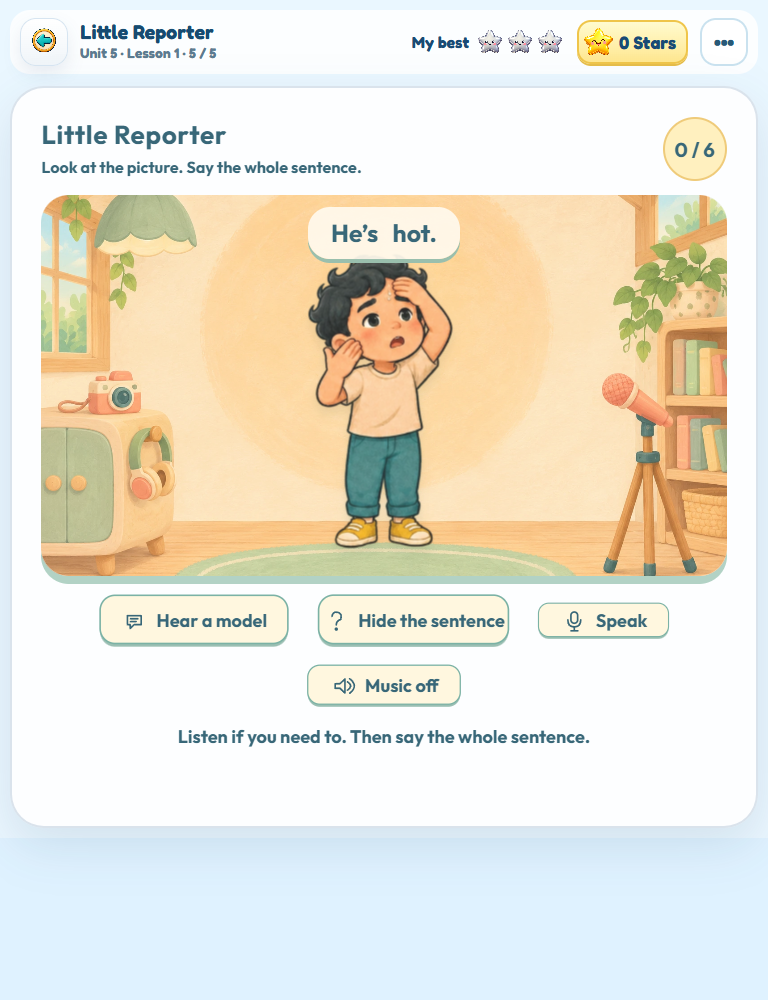 Little Reporter
Unit 5 · Lesson 1 · 5 / 5
My best
0 Stars
Little Reporter
Look at the picture. Say the whole sentence.
0 / 6
He’s hot.
Hear a model
? Hide the sentence
Speak
Music off
Listen if you need to. Then say the whole sentence.